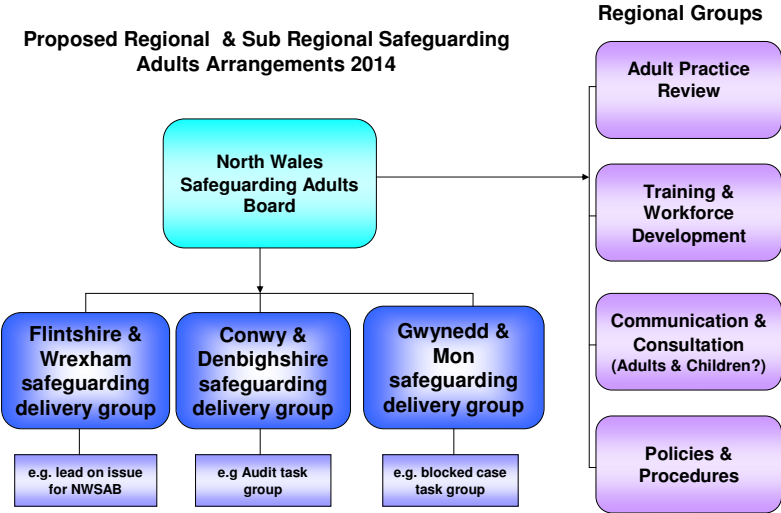 Proposed Regional & Sub Regional Safeguarding
Adults Arrangements 2014
Regional Groups
Adult Practice
Review
Training &
Workforce
Development
Communication &
Consultation
(Adults & Children?)
Policies &
Procedures
North Wales
Safeguarding Adults
Board
Flintshire &
Wrexham
safeguarding
delivery group
Conwy &
Denbighshire
safeguarding
delivery group
Gwynedd &
Mon
safeguarding
delivery group
e.g. lead on issue
for NWSAB
e.g Audit task
group
e.g. blocked case
task group